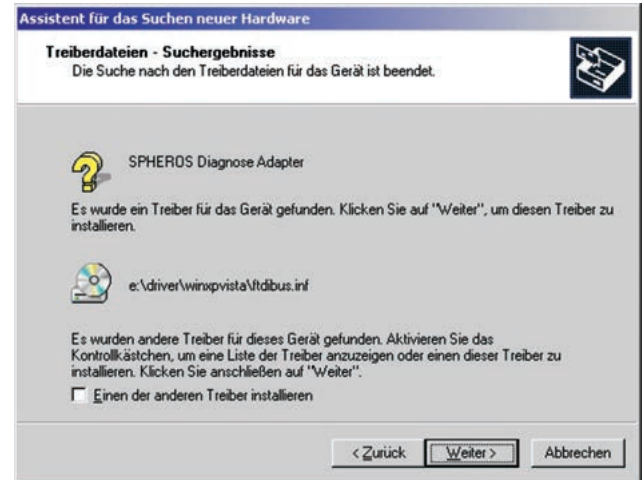 Assistent für das Suchen neuer Hardware
Treiberdateien - Suchergebnisse
Die Suche nach den Treiberdateien für das Gerät ist beendet.
SPHEROS Diagnose Adapter
Es wurde ein Treiber für das Gerät gefunden. Klicken Sie auf "Weiter", um diesen Treiber zu
installieren.
e:\driver\winxpvista\ftdibus.inf
Es wurden andere Treiber für dieses Gerät gefunden. Aktivieren Sie das
Kontrollkästchen, um eine Liste der Treiber anzuzeigen oder einen dieser Treiber zu
installieren. Klicken Sie anschließen auf "Weiter".
Einen der anderen Treiber installieren
< Zurück Weiter > Abbrechen